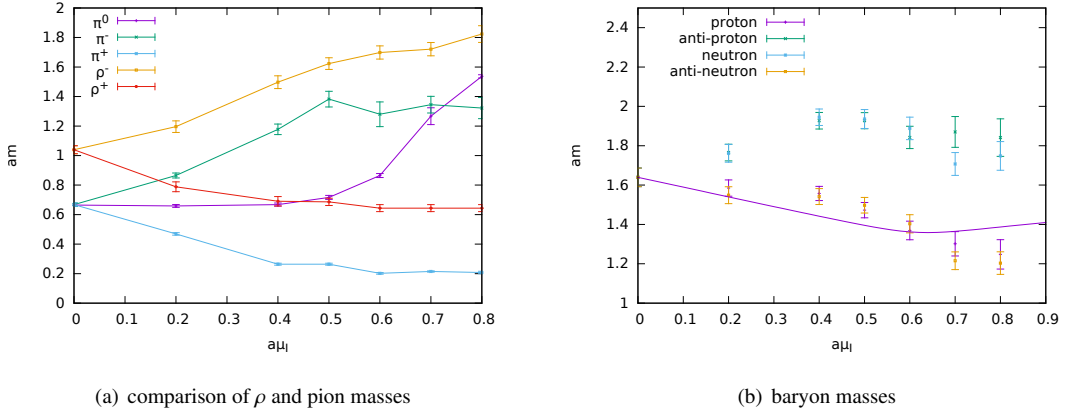 π⁰
π⁻
π⁺
ρ⁻
ρ⁺
2
1.8
1.6
1.4
1.2
1
0.8
0.6
0.4
0.2
0
am
0 0.1 0.2 0.3 0.4 0.5 0.6 0.7 0.8
aμ_I
(a) comparison of ρ and pion masses
proton
anti-proton
neutron
anti-neutron
2.4
2.2
2
1.8
1.6
1.4
1.2
1
am
0 0.1 0.2 0.3 0.4 0.5 0.6 0.7 0.8 0.9
aμ_I
(b) baryon masses